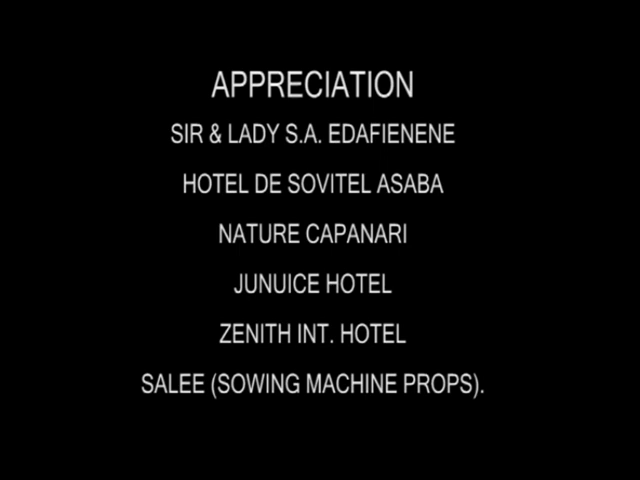 APPRECIATION
SIR & LADY S.A. EDAFIENENE
HOTEL DE SOVITEL ASABA
NATURE CAPANARI
JUNUICE HOTEL
ZENITH INT. HOTEL
SALEE (SOWING MACHINE PROPS).